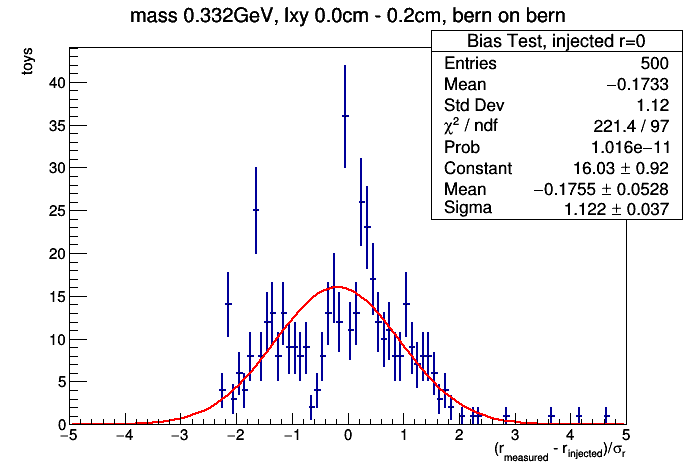 mass 0.332GeV, lxy 0.0cm - 0.2cm, bern on bern
toys
Bias Test, injected r=0
Entries 500
Mean −0.1733
Std Dev 1.12
χ² / ndf 221.4 / 97
Prob 1.016e−11
Constant 16.03 ± 0.92
Mean −0.1755 ± 0.0528
Sigma 1.122 ± 0.037
40
35
30
25
20
15
10
5
0
−5 −4 −3 −2 −1 0 1 2 3 4 5
(r_measured - r_injected)/σ_r